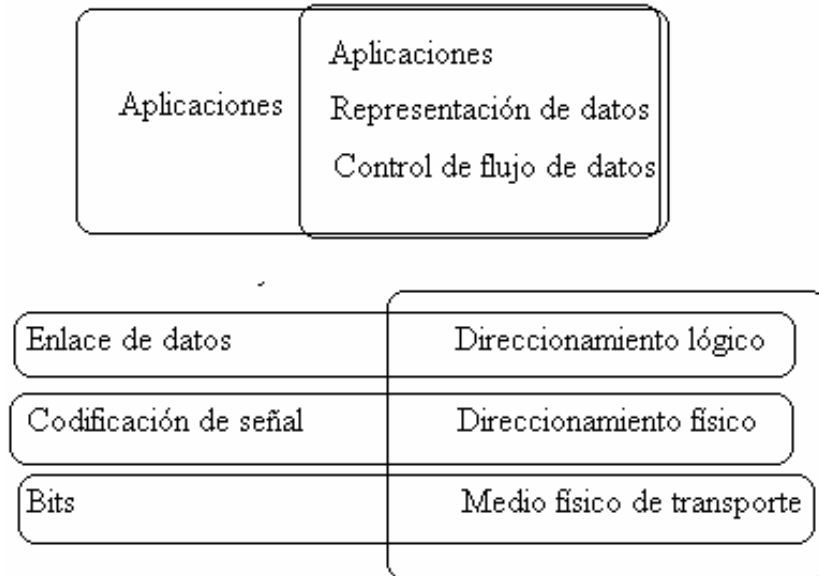 Aplicaciones
Aplicaciones
Representación de datos
Control de flujo de datos
Enlace de datos
Direccionamiento lógico
Codificación de señal
Direccionamiento físico
Bits
Medio físico de transporte